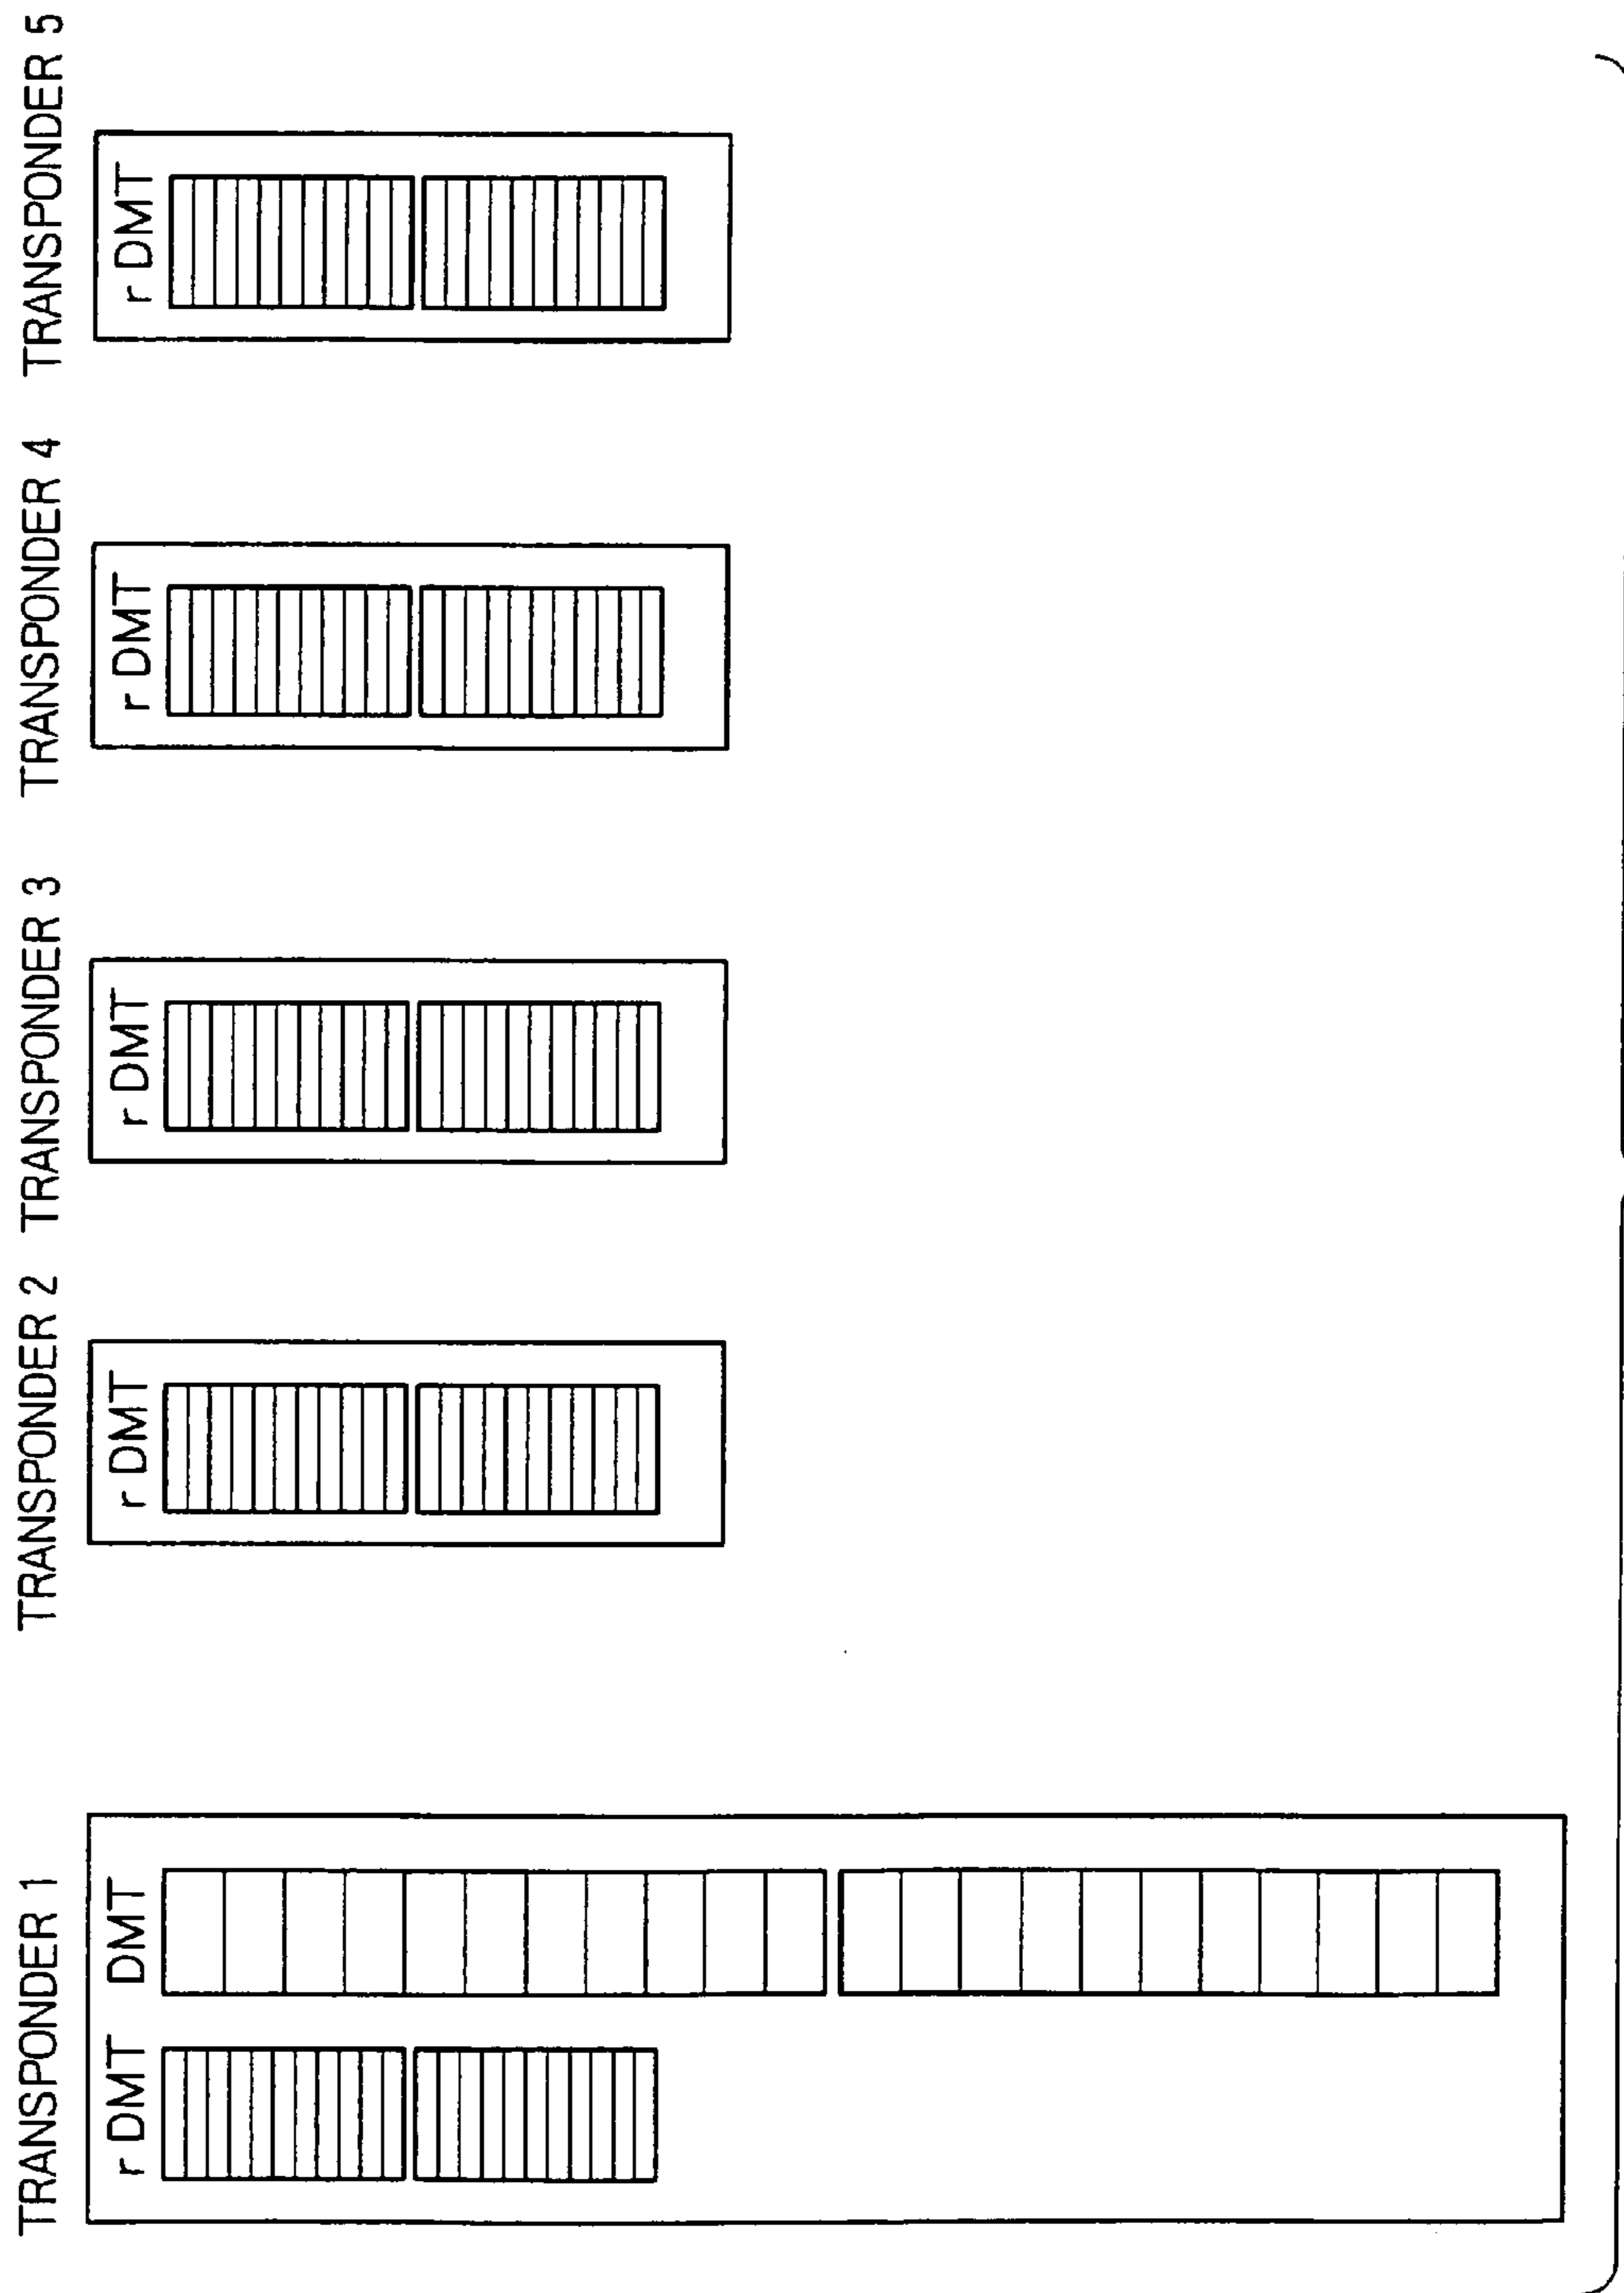 TRANSPONDER 1
r DMT
DMT
TRANSPONDER 2
r DMT
TRANSPONDER 3
r DMT
TRANSPONDER 4
r DMT
TRANSPONDER 5
r DMT